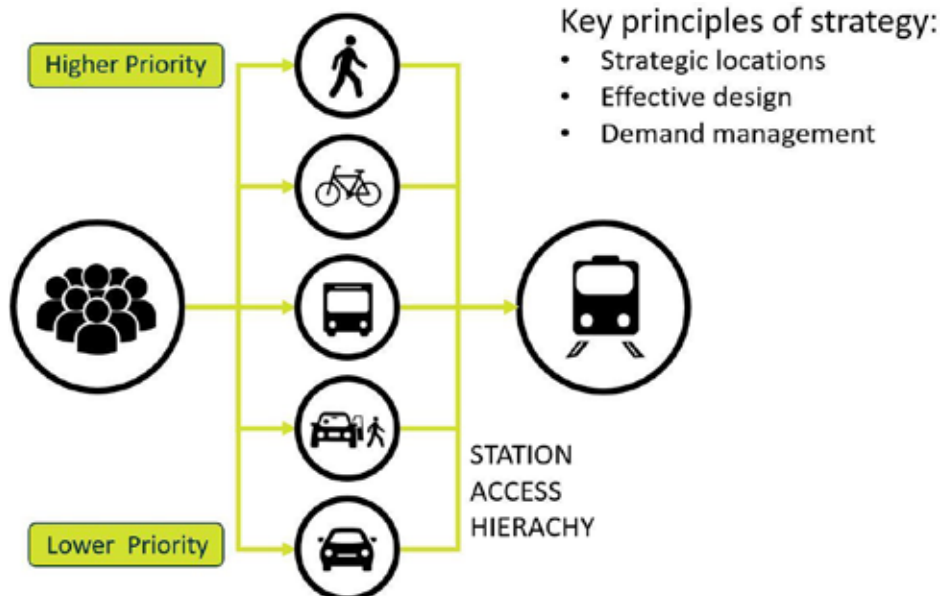 Key principles of strategy:
• Strategic locations
• Effective design
• Demand management
Higher Priority
STATION
ACCESS
HIERACHY
Lower Priority